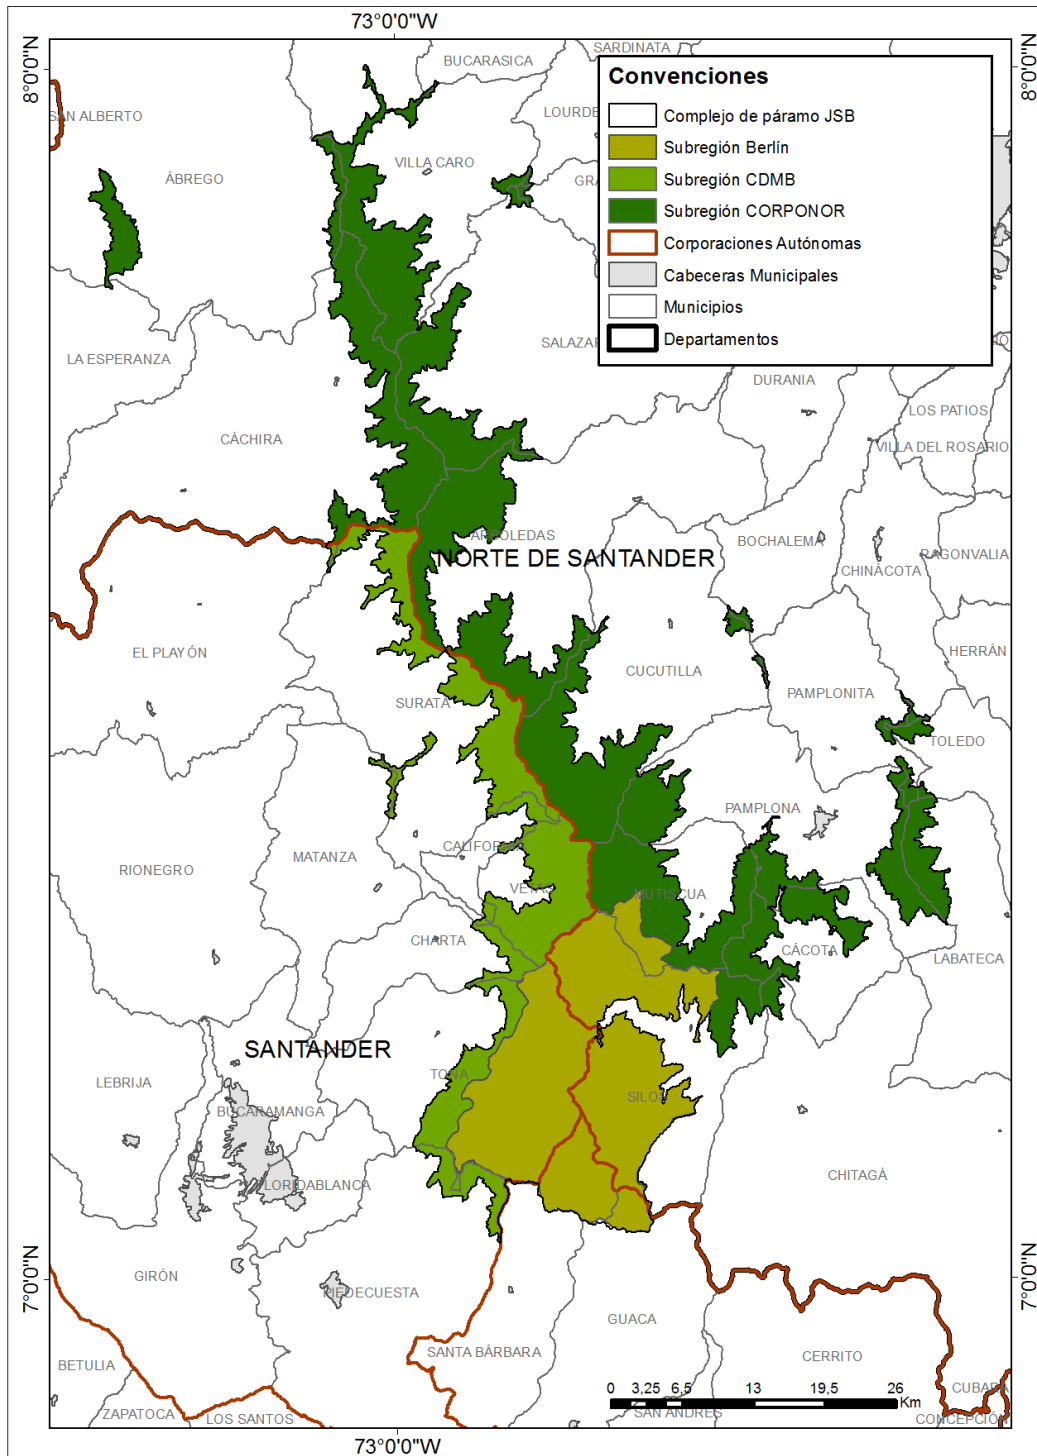 73°0'0"W
8°0'0"N
8°0'0"N
SARDINATA
BUCARASICA
Convenciones
Complejo de páramo JSB
Subregión Berlín
Subregión CDMB
Subregión CORPONOR
Corporaciones Autónomas
Cabeceras Municipales
Municipios
Departamentos
SAN ALBERTO
LOURDE
VILLA CARO
ÁBREGO
GRA
SALAZAR
LA ESPERANZA
DURANIA
LOS PATIOS
CÁCHIRA
VILLA DEL ROSARIO
ARBOLEDAS
BOCHALEMA
NORTE DE SANTANDER
RAGONVALIA
CHINÁCOTA
EL PLAYÓN
HERRÁN
CUCUTILLA
PAMPLONITA
SURATA
TOLEDO
PAMPLONA
CALIFORNIA
MATANZA
RIONEGRO
VETAS
MUTISCUA
CHARTA
CÁCOTA
LABATECA
SANTANDER
TONA
LEBRIJA
SILOS
BUCARAMANGA
CHITAGÁ
FLORIDABLANCA
7°0'0"N
7°0'0"N
GIRÓN
PIEDECUESTA
GUACA
SANTA BÁRBARA
CERRITO
BETULIA
CUBARÁ
0 3,25 6,5 13 19,5 26
Km
ZAPATOCA
LOS SANTOS
SAN ANDRÉS
CONCEPCIÓN
73°0'0"W